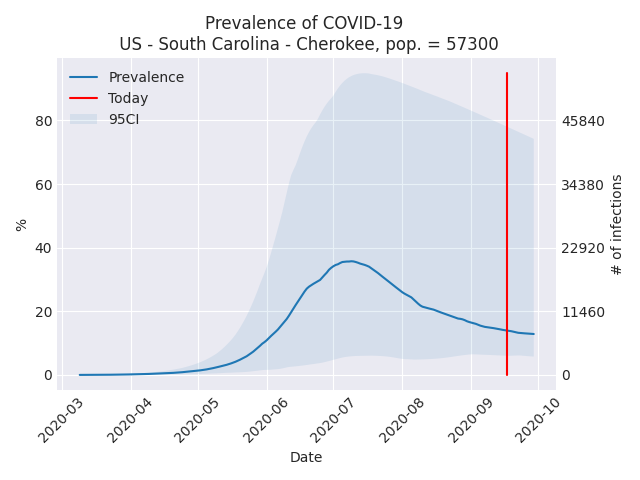 Prevalence of COVID-19
US - South Carolina - Cherokee, pop. = 57300
Prevalence
Today
95CI
80
60
40
20
0
%
45840
34380
22920
11460
0
# of infections
2020-03
2020-04
2020-05
2020-06
2020-07
2020-08
2020-09
2020-10
Date